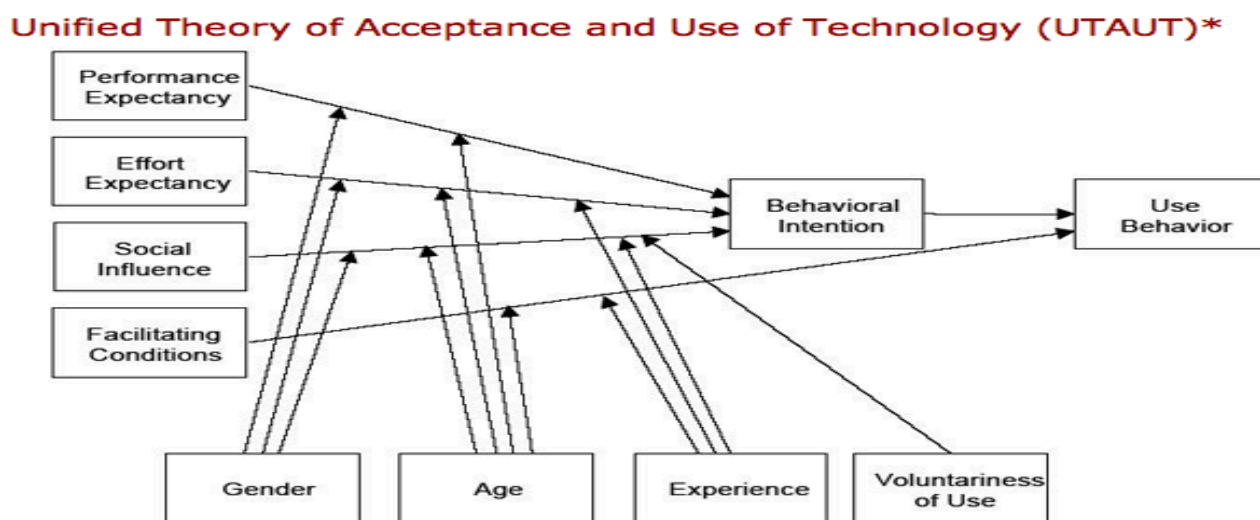 Unified Theory of Acceptance and Use of Technology (UTAUT)*
Performance
Expectancy
Effort
Expectancy
Social
Influence
Facilitating
Conditions
Behavioral
Intention
Use
Behavior
Gender
Age
Experience
Voluntariness
of Use